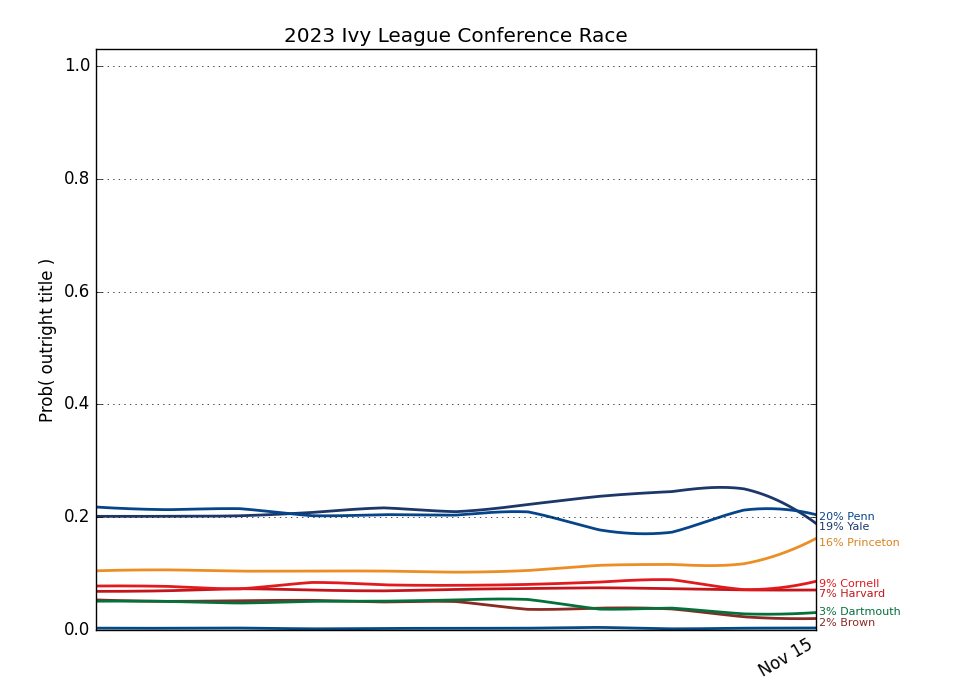 2023 Ivy League Conference Race
1.0
0.8
0.6
0.4
0.2
0.0
Prob( outright title )
20% Penn
19% Yale
16% Princeton
9% Cornell
7% Harvard
3% Dartmouth
2% Brown
Nov 15